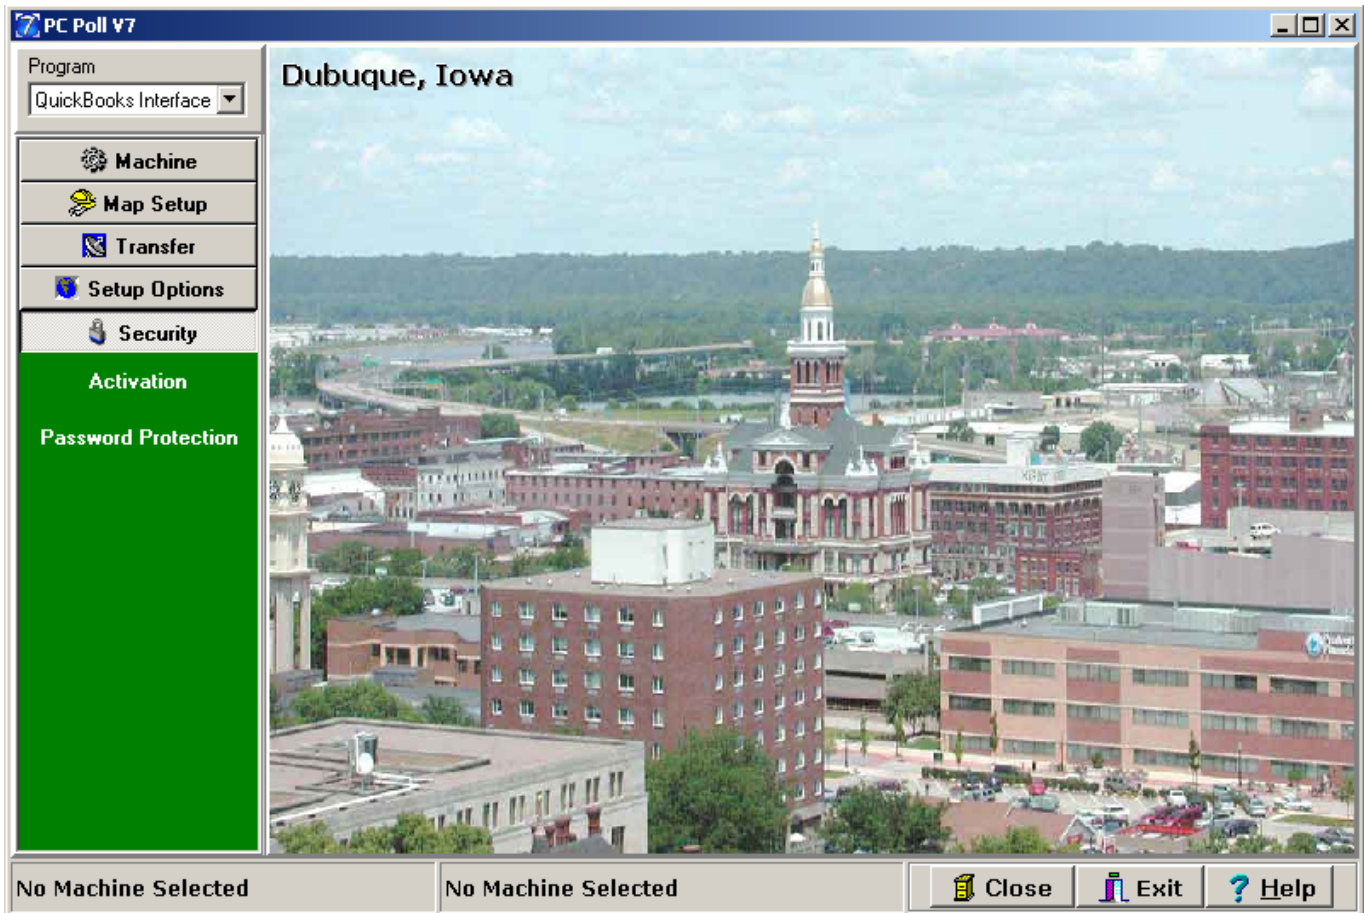 PC Poll V7
Program
QuickBooks Interface
Machine
Map Setup
Transfer
Setup Options
Security
Activation
Password Protection
Dubuque, Iowa
No Machine Selected
No Machine Selected
Close
Exit
? Help